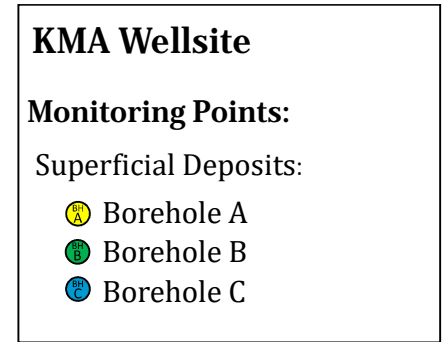 KMA Wellsite
Monitoring Points:
Superficial Deposits:
BH A Borehole A
BH B Borehole B
BH C Borehole C